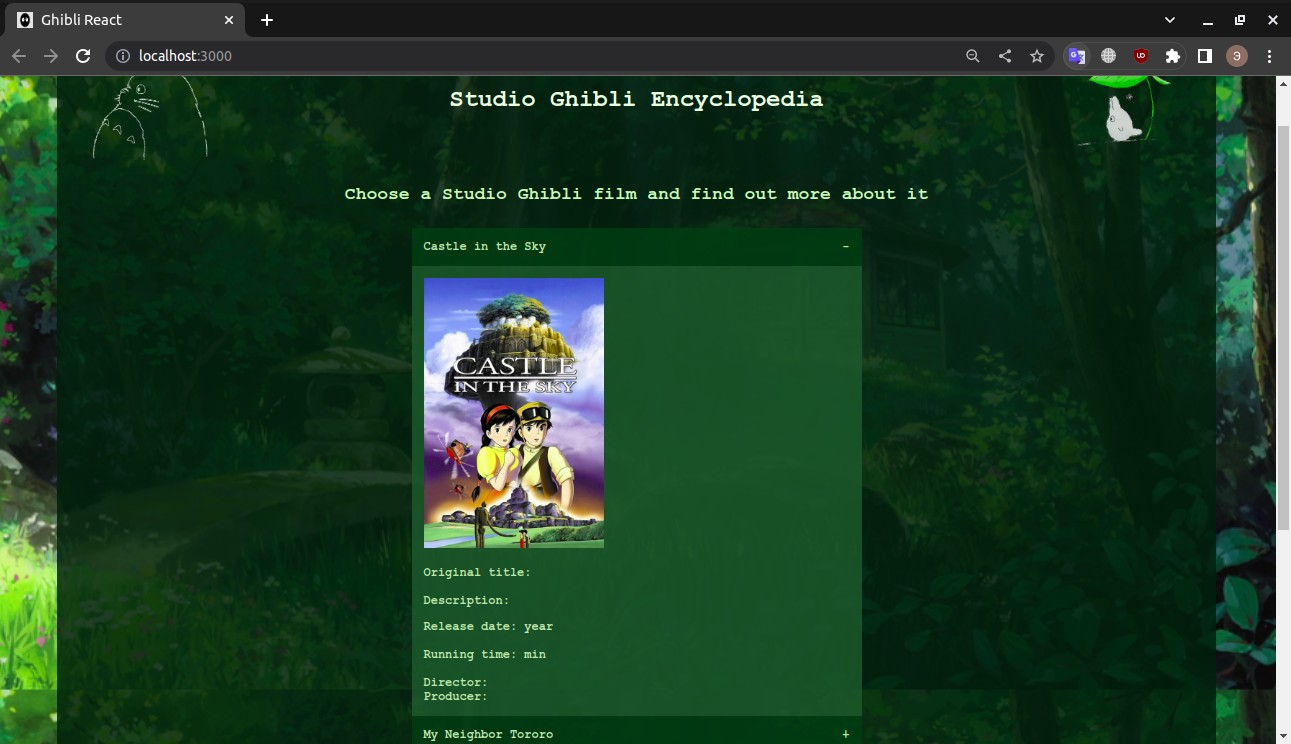 Ghibli React
localhost:3000
Studio Ghibli Encyclopedia
Choose a Studio Ghibli film and find out more about it
Castle in the Sky -
CASTLE
IN THE SKY
Original title:
Description:
Release date: year
Running time: min
Director:
Producer:
My Neighbor Tororo +